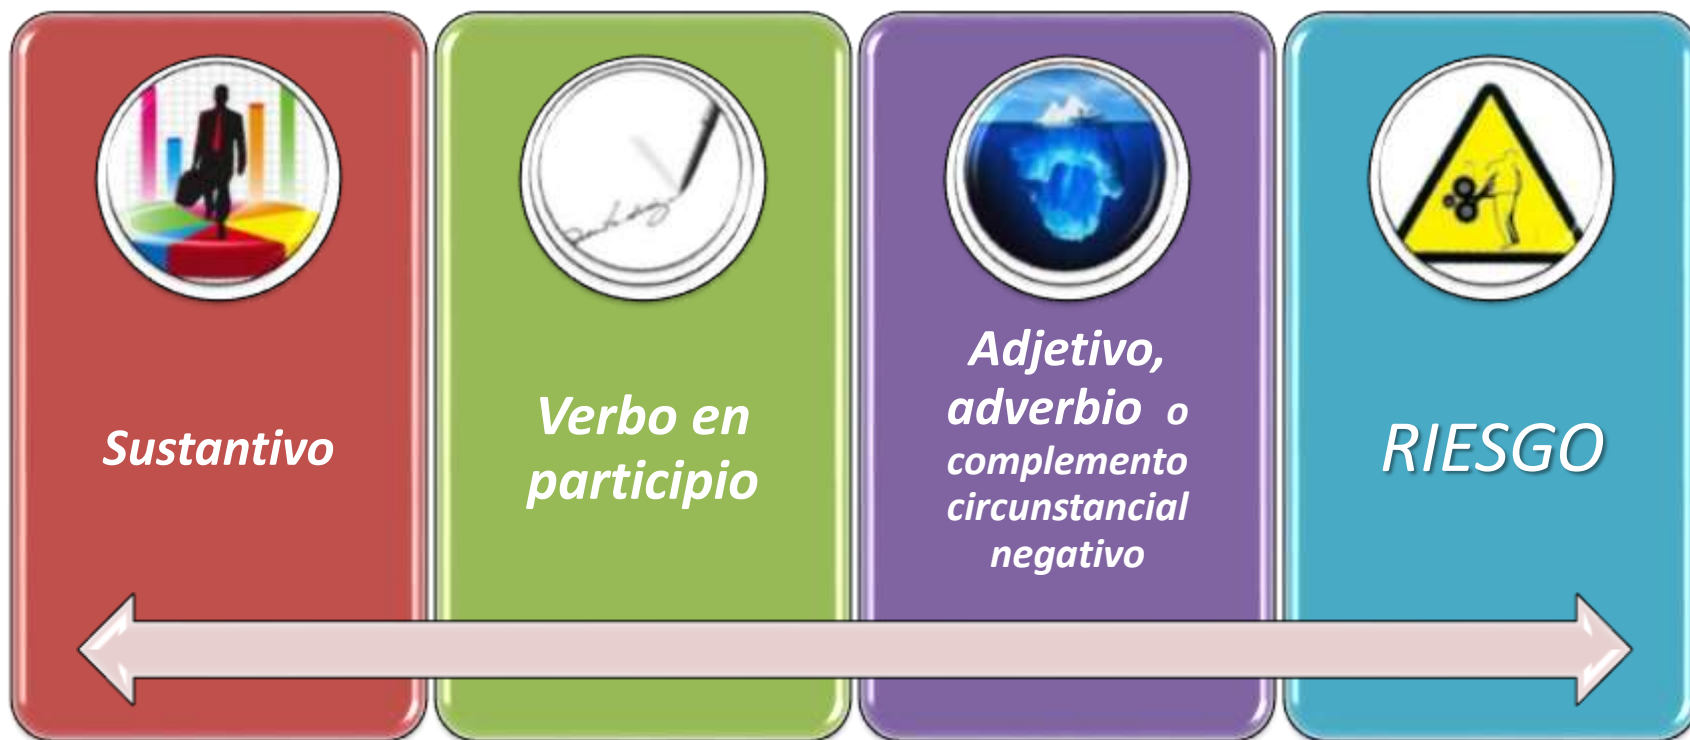 Sustantivo
Verbo en
participio
Adjetivo,
adverbio o
complemento
circunstancial
negativo
RIESGO